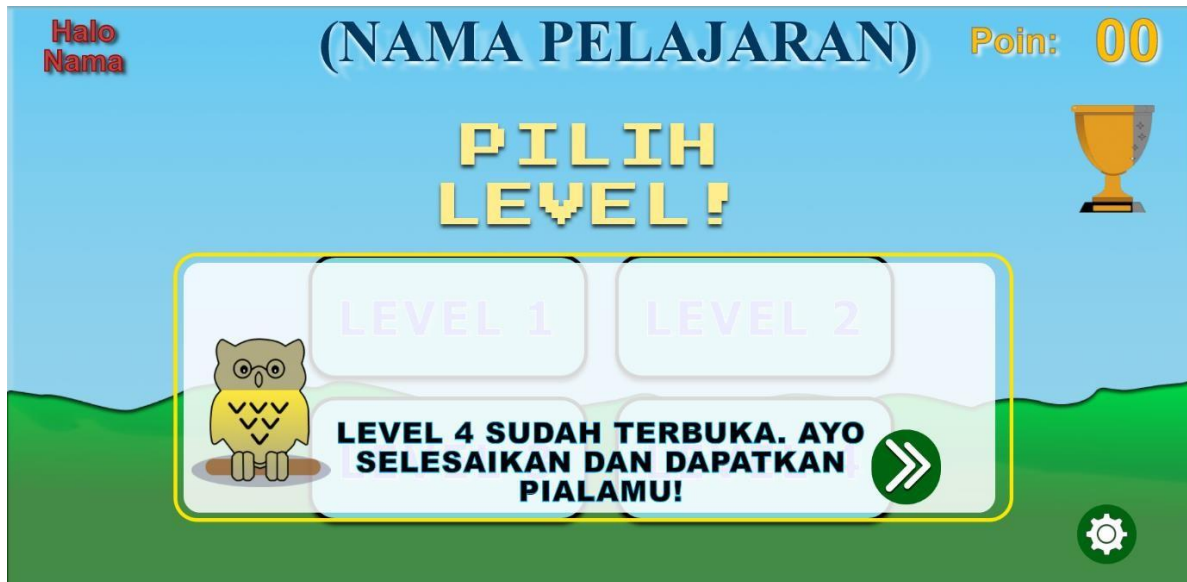 Halo
Nama
(NAMA PELAJARAN)
Poin: 00
PILIH
LEVEL!
LEVEL 1
LEVEL 2
LEVEL 4 SUDAH TERBUKA. AYO
SELESAIKAN DAN DAPATKAN
PIALAMU!